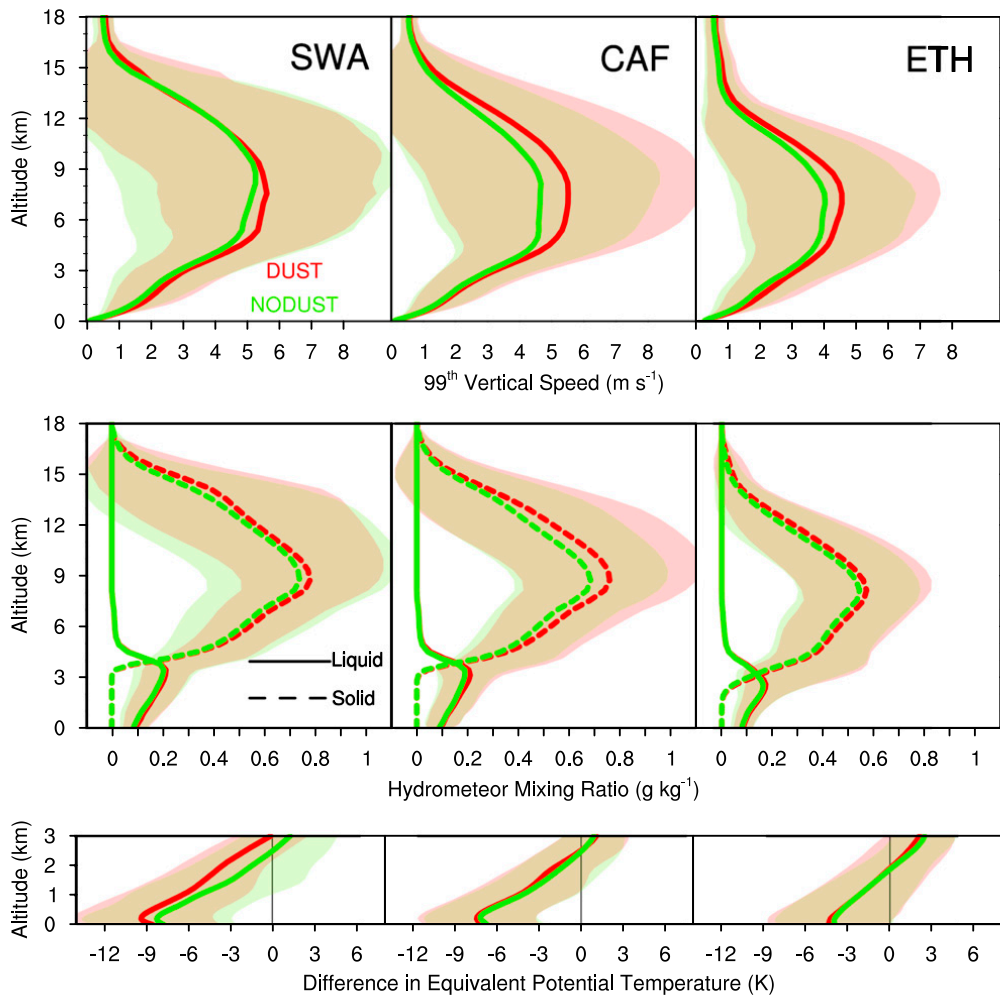 SWA CAF ETH
18
15
12
9
6
3
0
Altitude (km)
DUST
NODUST
0 1 2 3 4 5 6 7 8 0 2 4 6 8 0 1 2 3 4 5 6 7 8
99th Vertical Speed (m s-1)
18
15
12
9
6
3
0
Altitude (km)
Liquid
Solid
0 0.2 0.4 0.6 0.8 1 0 0.2 0.4 0.6 0.8 1 0 0.2 0.4 0.6 0.8 1
Hydrometeor Mixing Ratio (g kg-1)
3
2
1
0
Altitude (km)
-12 -9 -6 -3 0 3 6 -12 -9 -6 -3 0 3 6 -12 -9 -6 -3 0 3 6
Difference in Equivalent Potential Temperature (K)